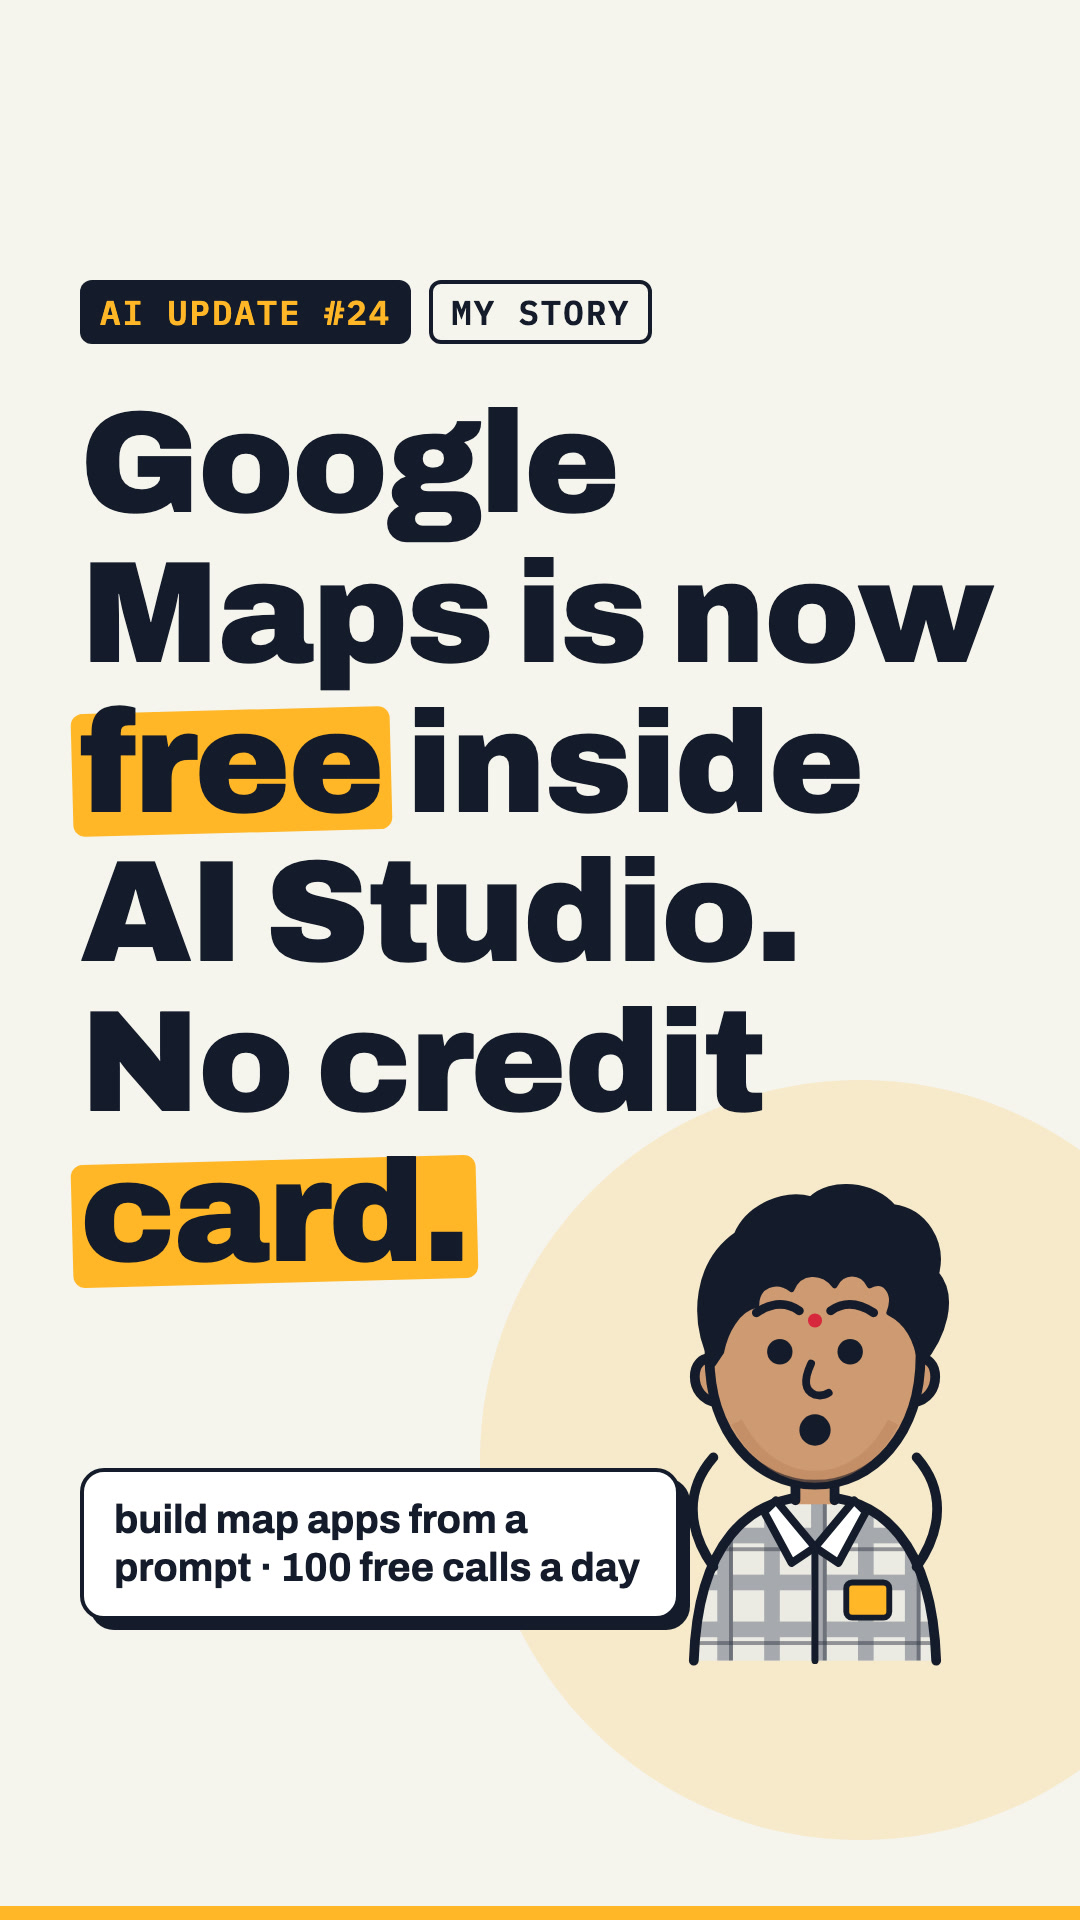 AI UPDATE #24
MY STORY
Google
Maps is now
free inside
AI Studio.
No credit
card.
build map apps from a
prompt · 100 free calls a day